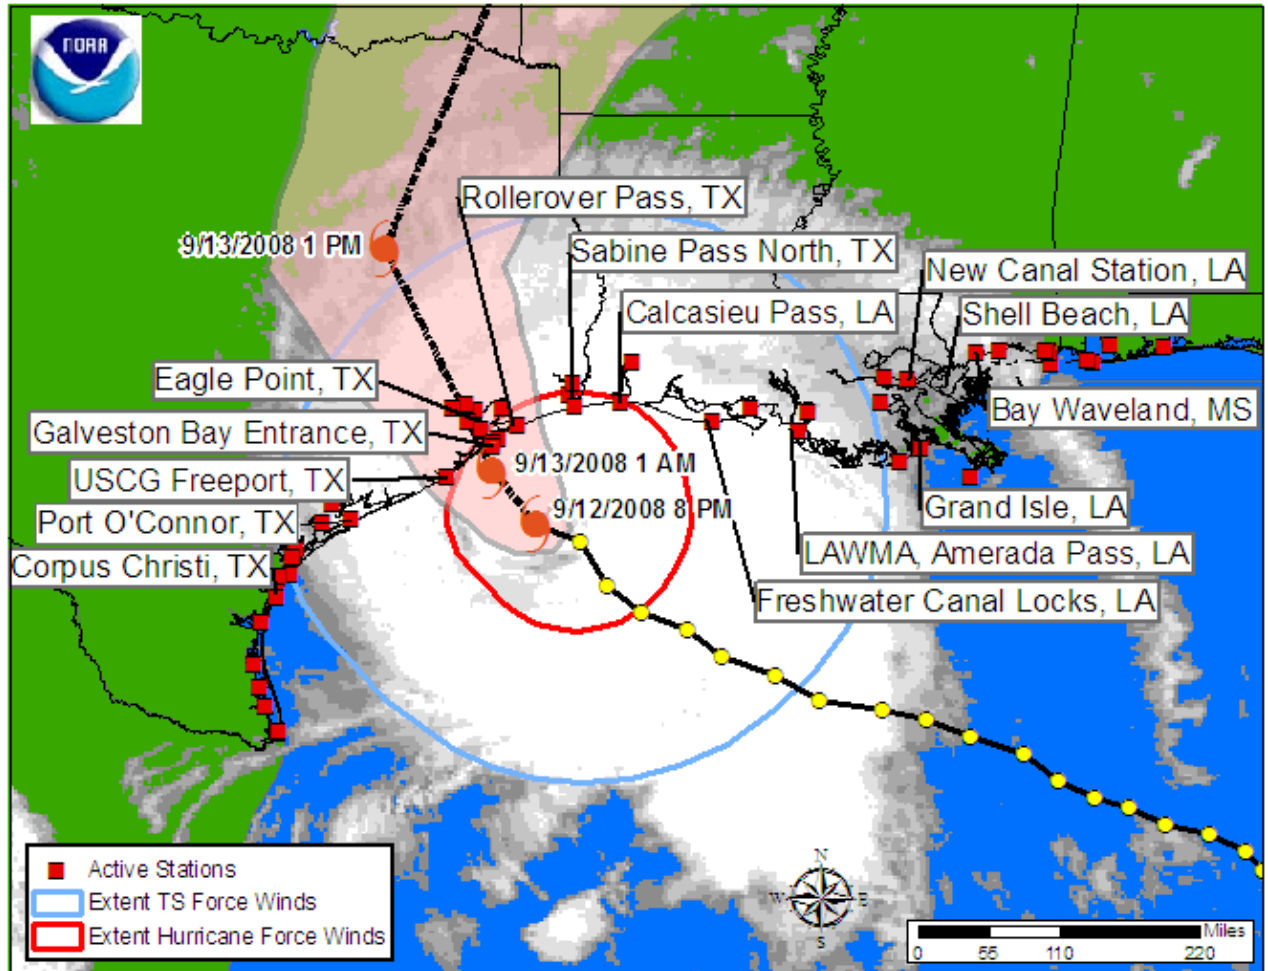 NOAA
Rollerover Pass, TX
9/13/2008 1 PM
Sabine Pass North, TX
New Canal Station, LA
Calcasieu Pass, LA
Shell Beach, LA
Eagle Point, TX
Bay Waveland, MS
Galveston Bay Entrance, TX
9/13/2008 1 AM
USCG Freeport, TX
9/12/2008 8 PM
Grand Isle, LA
Port O'Connor, TX
LAWMA, Amerada Pass, LA
Corpus Christi, TX
Freshwater Canal Locks, LA
Active Stations
Extent TS Force Winds
Extent Hurricane Force Winds
N
W E
S
Miles
0 55 110 220